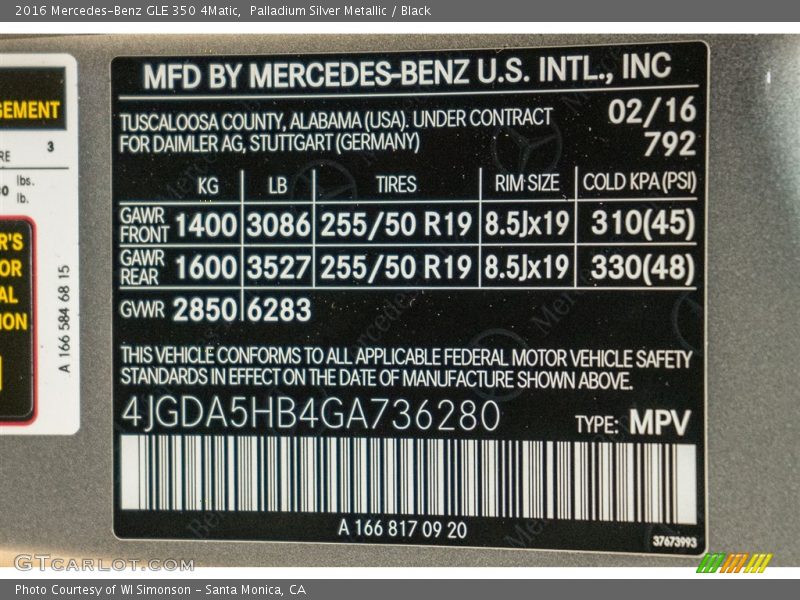 2016 Mercedes-Benz GLE 350 4Matic,  Palladium Silver Metallic / Black
GEMENT
3
lbs.
lb.
R'S
OR
AL
ION
A 166 584 68 15
MFD BY MERCEDES-BENZ U.S. INTL., INC
TUSCALOOSA COUNTY, ALABAMA (USA). UNDER CONTRACT
FOR DAIMLER AG, STUTTGART (GERMANY)
02/16
792
KG LB TIRES RIM SIZE COLD KPA (PSI)
GAWR FRONT 1400 3086 255/50 R19 8.5Jx19 310(45)
GAWR REAR 1600 3527 255/50 R19 8.5Jx19 330(48)
GWR 2850 6283
THIS VEHICLE CONFORMS TO ALL APPLICABLE FEDERAL MOTOR VEHICLE SAFETY
STANDARDS IN EFFECT ON THE DATE OF MANUFACTURE SHOWN ABOVE.
4JGDA5HB4GA736280 TYPE: MPV
A 166 817 09 20
37673993
GTCARLOT.COM
Photo Courtesy of WI Simonson - Santa Monica, CA